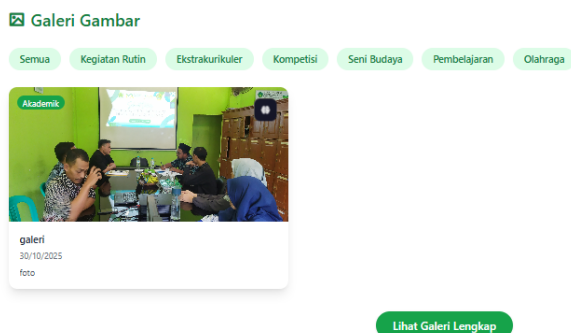 Galeri Gambar
Semua Kegiatan Rutin Ekstrakurikuler Kompetisi Seni Budaya Pembelajaran Olahraga
Akademik
galeri
30/10/2025
foto
Lihat Galeri Lengkap